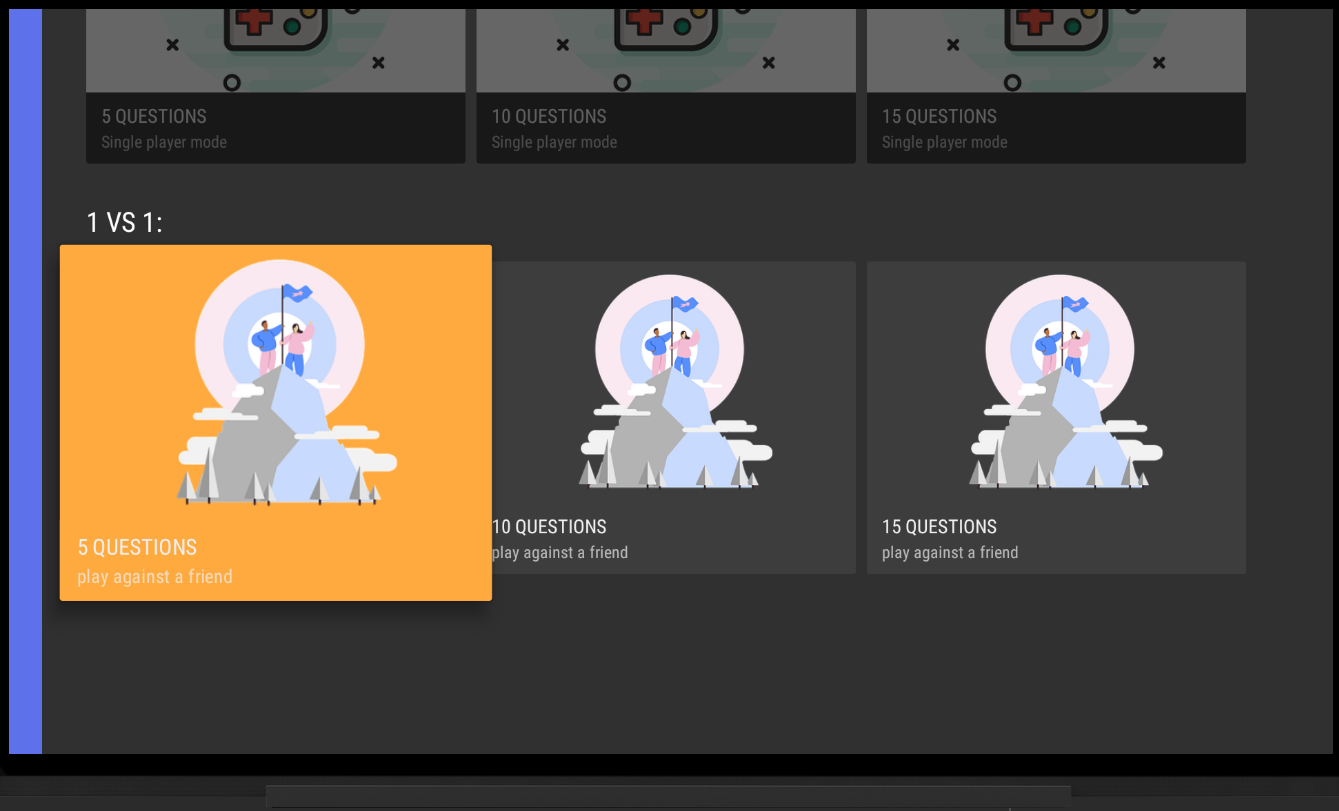 5 QUESTIONS
Single player mode
10 QUESTIONS
Single player mode
15 QUESTIONS
Single player mode
1 VS 1:
5 QUESTIONS
play against a friend
10 QUESTIONS
play against a friend
15 QUESTIONS
play against a friend